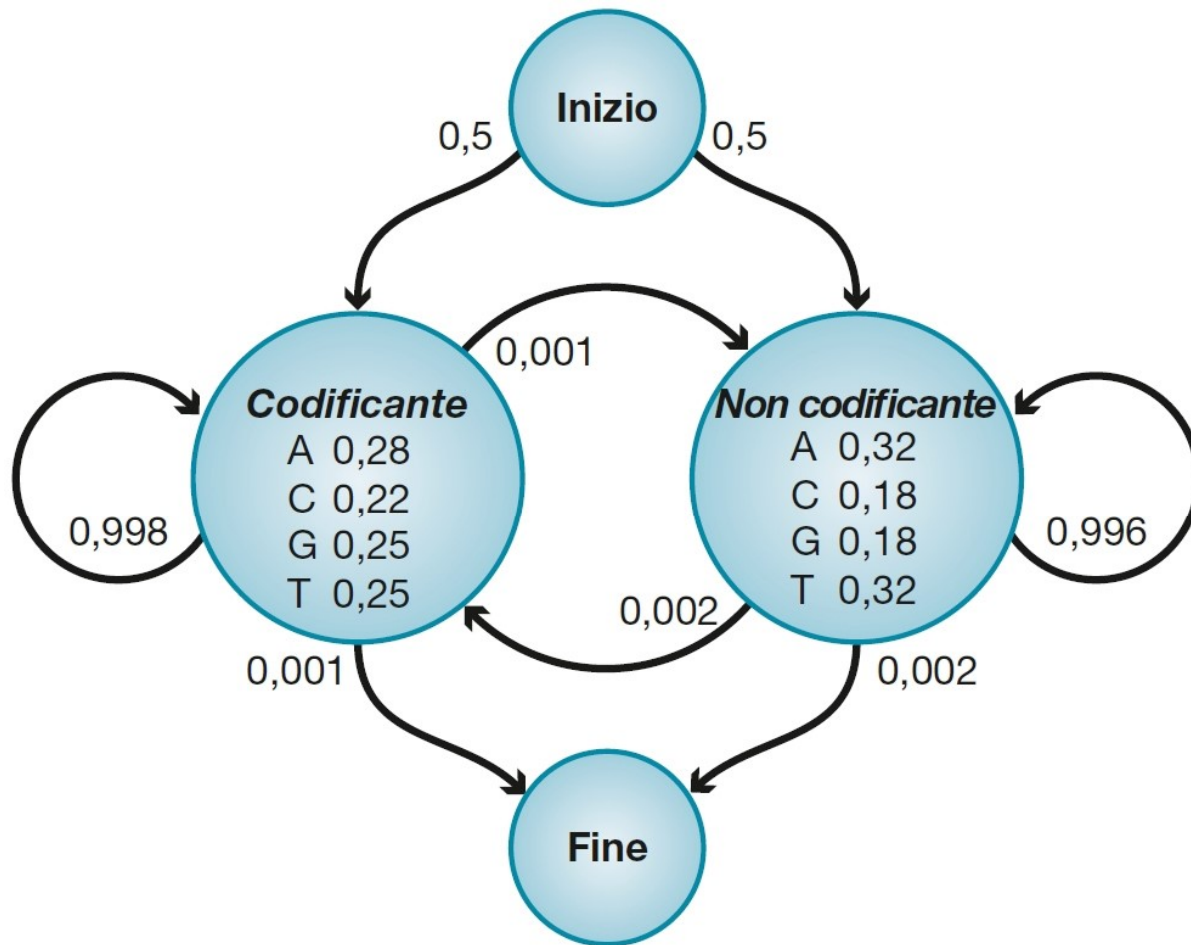 Inizio
0,5
0,5
0,001
Codificante
A 0,28
C 0,22
G 0,25
T 0,25
Non codificante
A 0,32
C 0,18
G 0,18
T 0,32
0,998
0,996
0,002
0,001
0,002
Fine